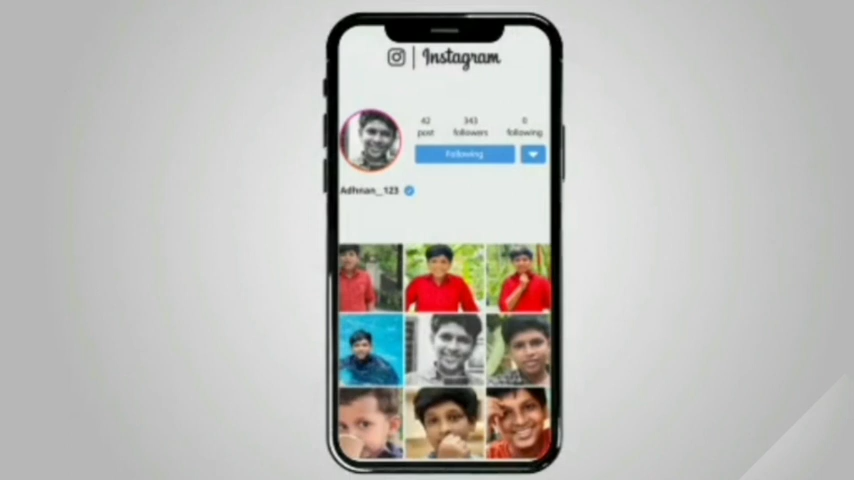 Instagram
42 343 0
post followers following
Following
Adhnan_123